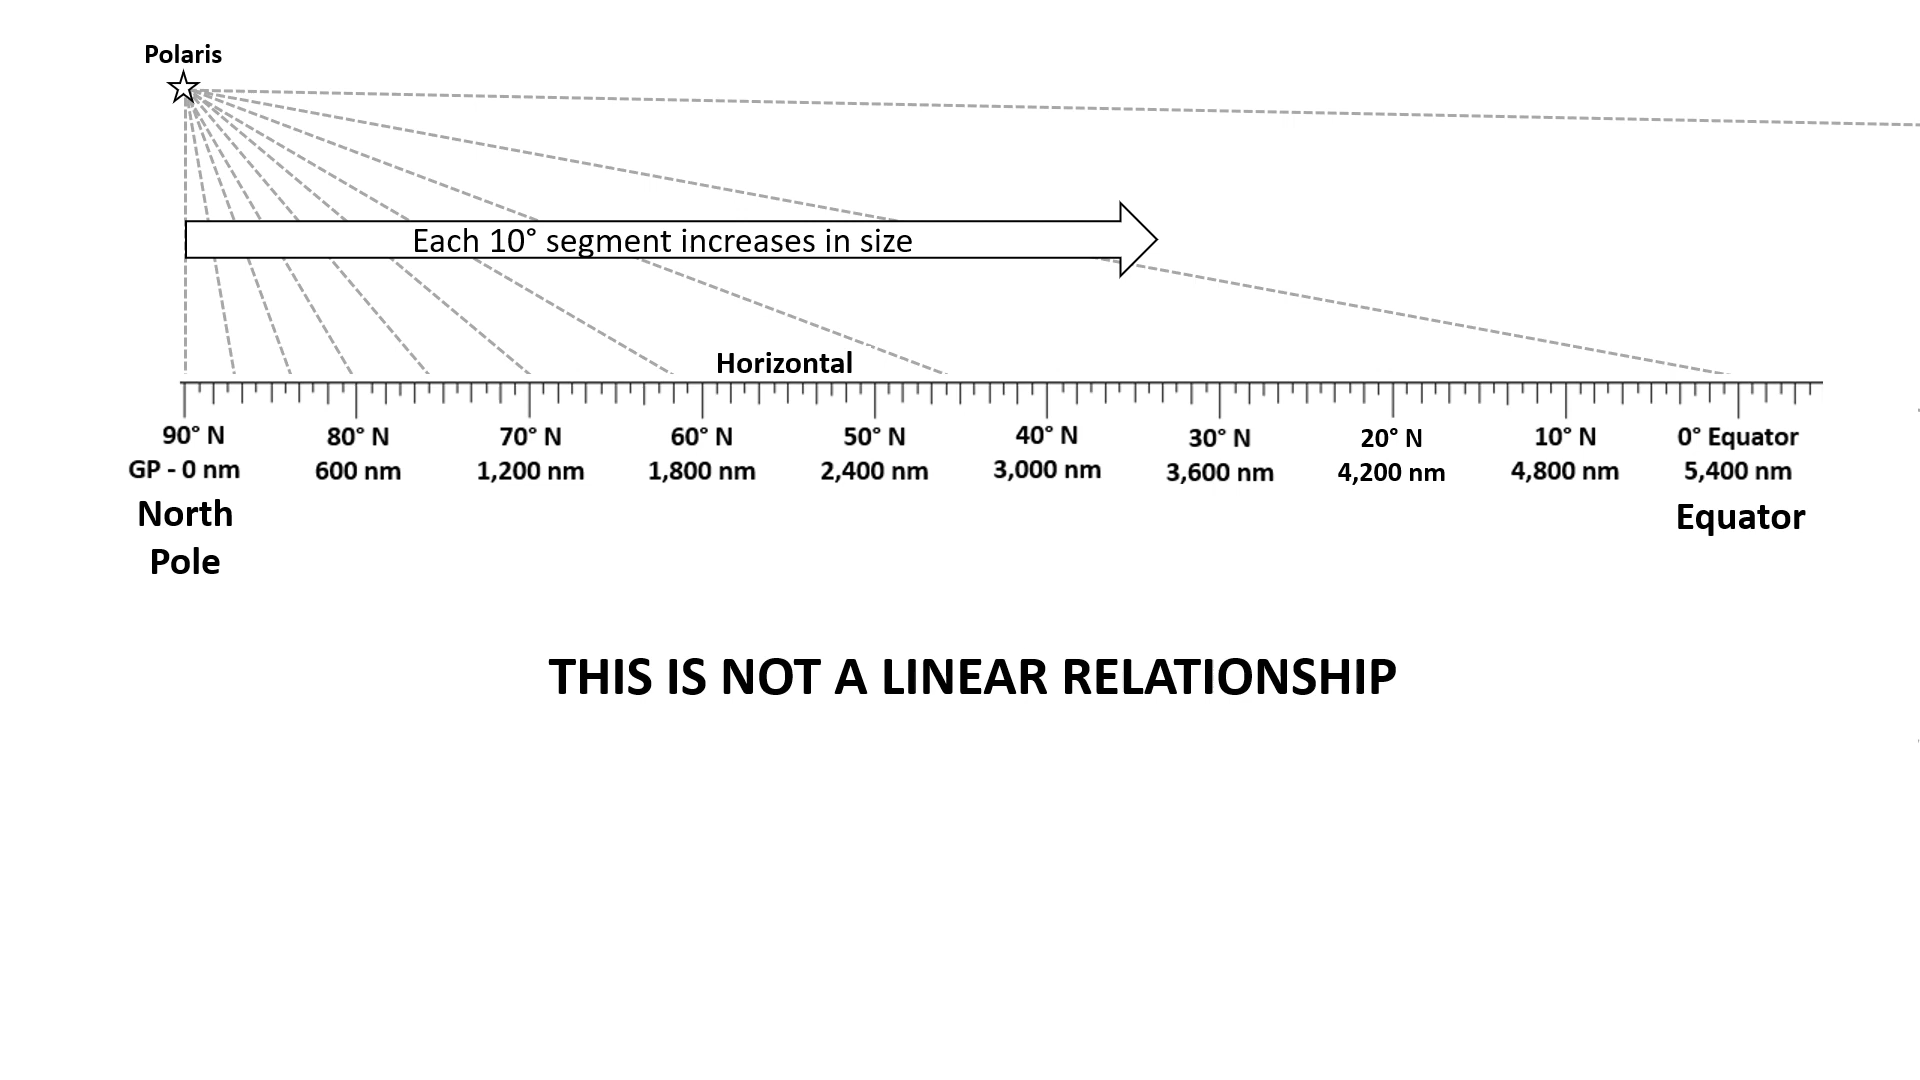 Polaris
Each 10° segment increases in size
Horizontal
90° N 80° N 70° N 60° N 50° N 40° N 30° N 20° N 10° N 0° Equator
GP - 0 nm 600 nm 1,200 nm 1,800 nm 2,400 nm 3,000 nm 3,600 nm 4,200 nm 4,800 nm 5,400 nm
North Equator
Pole
THIS IS NOT A LINEAR RELATIONSHIP